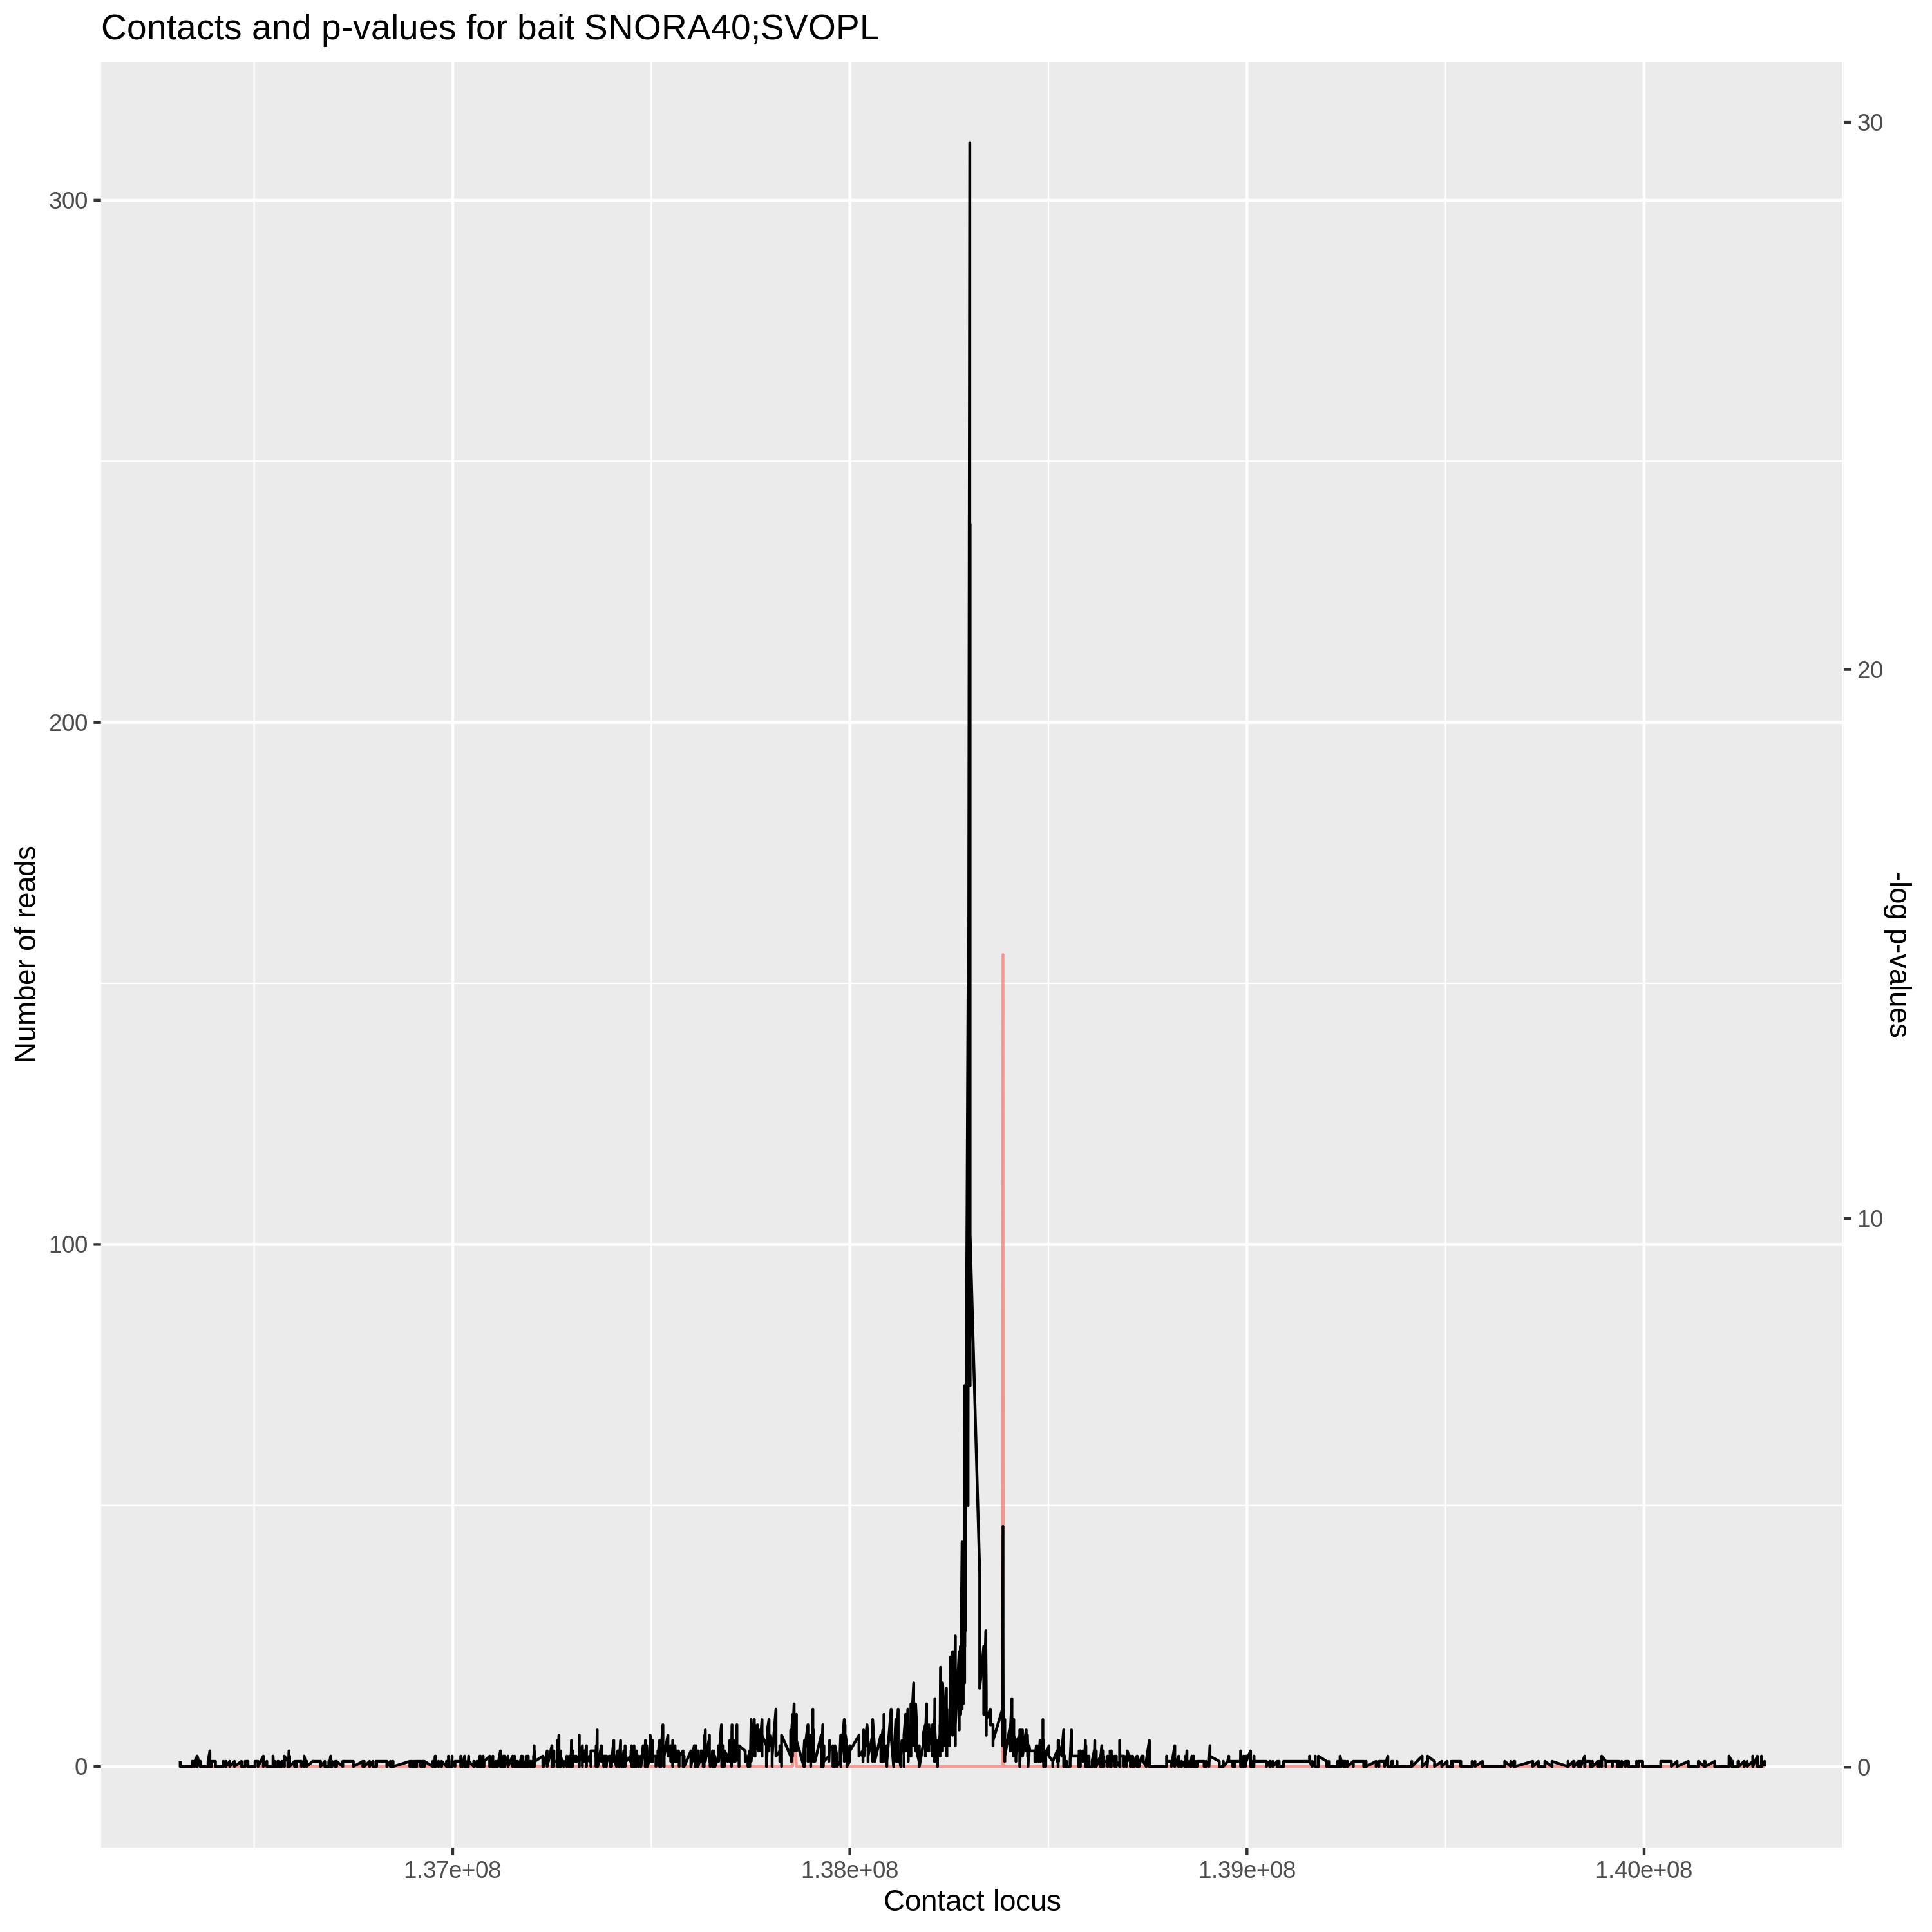 Contacts and p-values for bait SNORA40;SVOPL
300
200
100
0
Number of reads
30
20
10
0
-log p-values
1.37e+08
1.38e+08
1.39e+08
1.40e+08
Contact locus